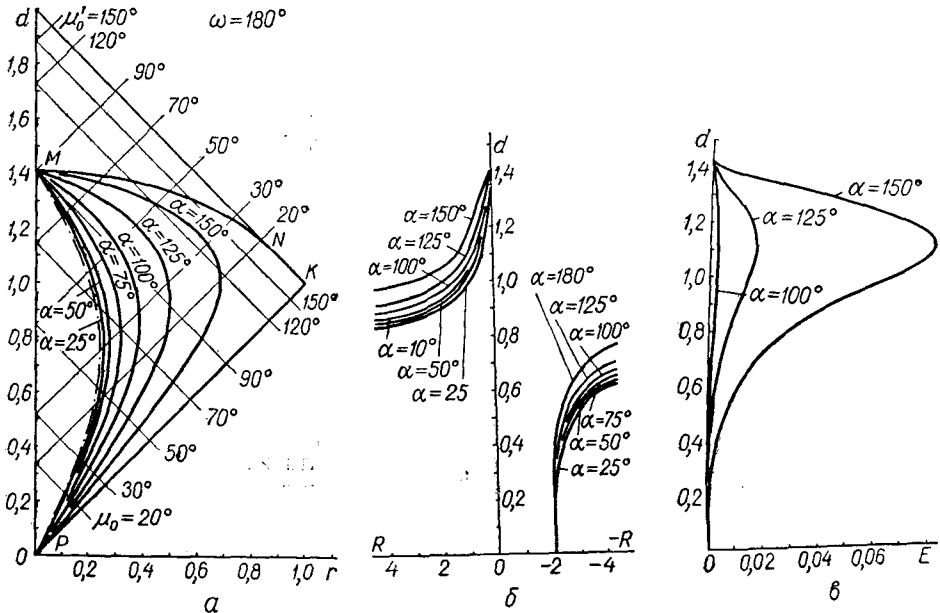 d
μ₀'=150°
ω=180°
120°
1,8
90°
1,6
70°
50°
M
1,4
30°
α=150°
20°
N
1,2
α=125°
α=100°
α=75°
K
1,0
α=50°
150°
α=25°
120°
0,8
90°
0,6
70°
0,4
50°
0,2
30°
μ₀=20°
0
P
0,2
0,4
0,6
0,8
1,0
r
а
d
1,4
α=150°
α=125°
1,2
α=100°
1,0
α=180°
α=125°
0,8
α=100°
α=10°
α=50°
0,6
α=25
α=75°
0,4
α=50°
α=25°
0,2
R
-R
4
2
0
-2
-4
б
d
1,4
α=150°
α=125°
1,2
1,0
α=100°
0,8
0,6
0,4
0,2
0
0,02
0,04
0,06
E
в